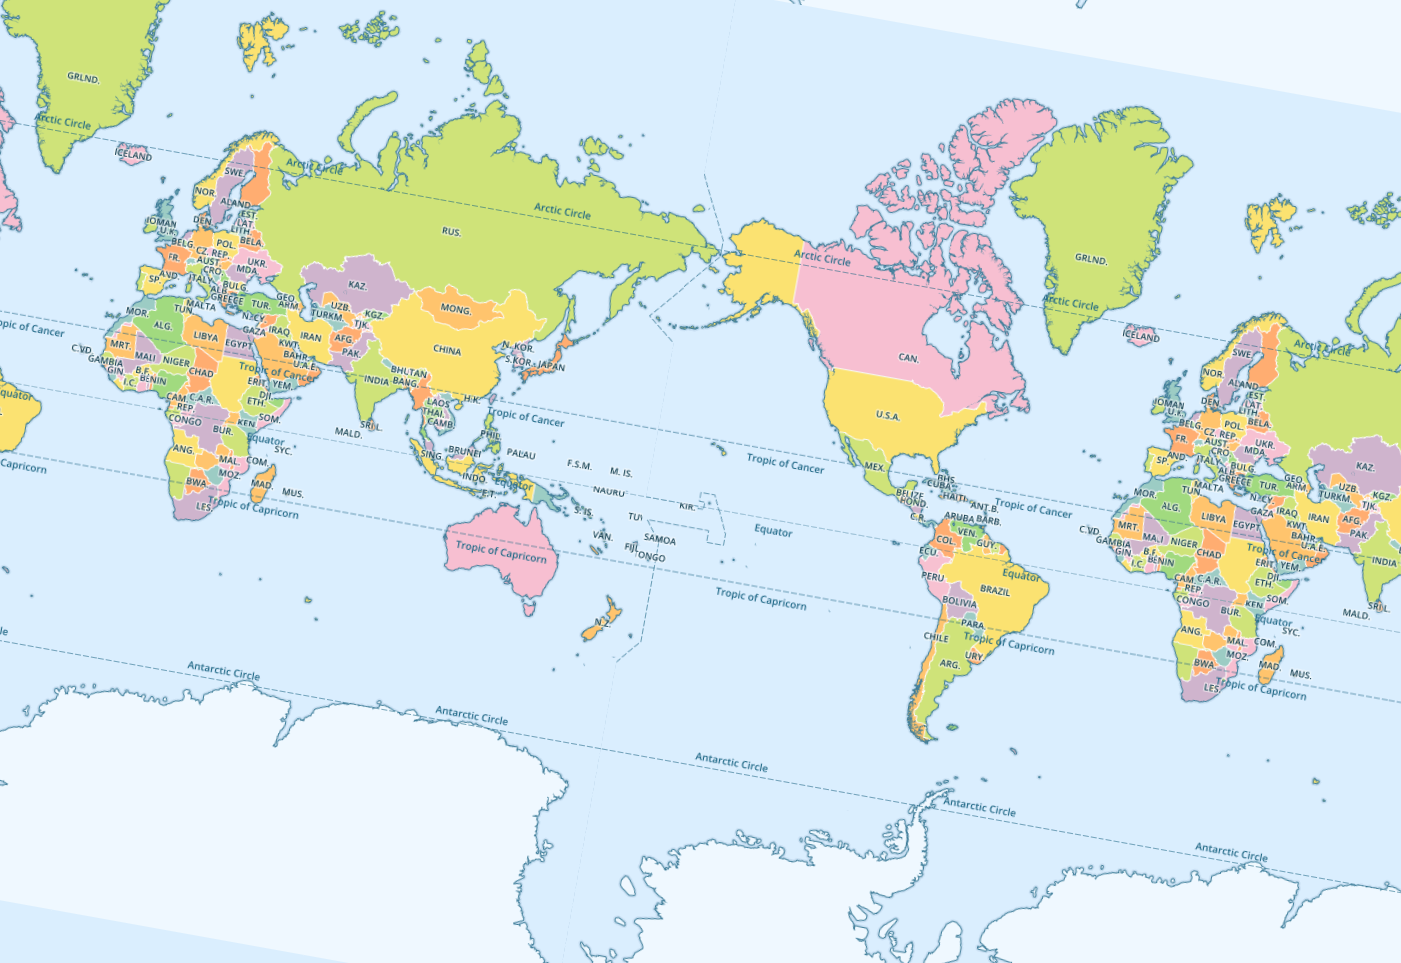 GRLND.
Arctic Circle
ICELAND
Arctic Circle
SWE.
NOR.
ALAND
Arctic Circle
RUS.
IOMAN
U.K.
DEN.
EST.
LAT.
LITH.
BELA.
BELG.
POL.
CZ. REP.
FR.
AUST.
UKR.
MDA.
CRO.
AND.
SP.
ITALY
BULG.
ALB.
GREECE
MALTA
TUR.
GEO.
ARM.
KAZ.
UZB.
TURKM.
KGZ.
TJK.
MONG.
CHINA
N. KOR.
S.KOR.
JAPAN
MOR.
TUN.
ALG.
LIBYA
EGYPT
N.CY.
GAZA
IRAQ
IRAN
KWT.
AFG.
PAK.
BAHR.
U.A.E.
opic of Cancer
Tropic of Cancer
C.VD.
MRT.
MALI
NIGER
CHAD
GAMBIA
GIN.
B.F.
BENIN
I.C.
ERIT.
YEM.
DJI.
ETH.
SOM.
CAM.
C.A.R.
REP.
CONGO
KEN.
BUR.
Equator
SYC.
quator
INDIA
BHUTAN
BANG.
LAOS
THAI.
CAMB.
H.K.
PHIL.
SRI L.
MALD.
Tropic of Cancer
SING.
BRUNEI
PALAU
INDO.
Equator
E.T.
F.S.M.
M. IS.
NAURU
KIR.
S. IS.
TU
VAN.
FIJI
SAMOA
TONGO
ANG.
MAL.
COM.
BWA.
MOZ.
MAD.
MUS.
LES.
Capricorn
Tropic of Capricorn
Tropic of Capricorn
N.Z.
Tropic of Cancer
Equator
Tropic of Capricorn
le
Antarctic Circle
Antarctic Circle
Antarctic Circle
Arctic Circle
CAN.
U.S.A.
MEX.
BHS.
CUBA
HAITI
BELIZE
HOND.
C.R.
ANT.B.
ARUBA
BARB.
VEN.
COL.
GUY.
ECU.
PERU
Equator
BRAZIL
BOLIVIA
PARA.
CHILE
Tropic of Capricorn
URY.
ARG.
Antarctic Circle
Tropic of Cancer
GRLND.
Arctic Circle
ICELAND
Arctic Circle
SWE.
NOR.
ALAND
IOMAN
U.K.
DEN.
EST.
LAT.
LITH.
BELA.
BELG.
POL.
CZ. REP.
FR.
AUST.
UKR.
MDA.
CRO.
AND.
SP.
ITALY
BULG.
ALB.
GREECE
MALTA
TUR.
GEO.
ARM.
KAZ.
UZB.
TURKM.
KGZ.
TJK.
MOR.
TUN.
ALG.
LIBYA
EGYPT
N.CY.
GAZA
IRAQ
IRAN
KWT.
AFG.
PAK.
BAHR.
U.A.E.
Tropic of Cancer
C.VD.
MRT.
MALI
NIGER
CHAD
GAMBIA
GIN.
B.F.
BENIN
I.C.
ERIT.
YEM.
DJI.
ETH.
SOM.
INDIA
SRI L.
MALD.
CAM.
C.A.R.
REP.
CONGO
KEN.
BUR.
Equator
SYC.
ANG.
MAL.
COM.
BWA.
MOZ.
MAD.
MUS.
LES.
Tropic of Capricorn
Antarctic Circle